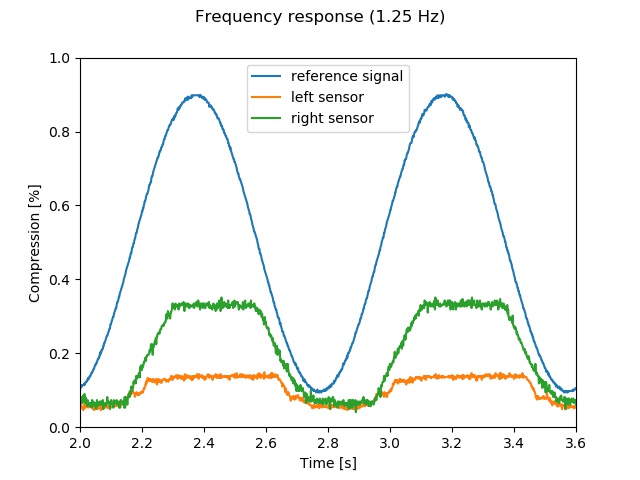 Frequency response (1.25 Hz)
reference signal
left sensor
right sensor
Compression [%]
1.0
0.8
0.6
0.4
0.2
0.0
2.0 2.2 2.4 2.6 2.8 3.0 3.2 3.4 3.6
Time [s]